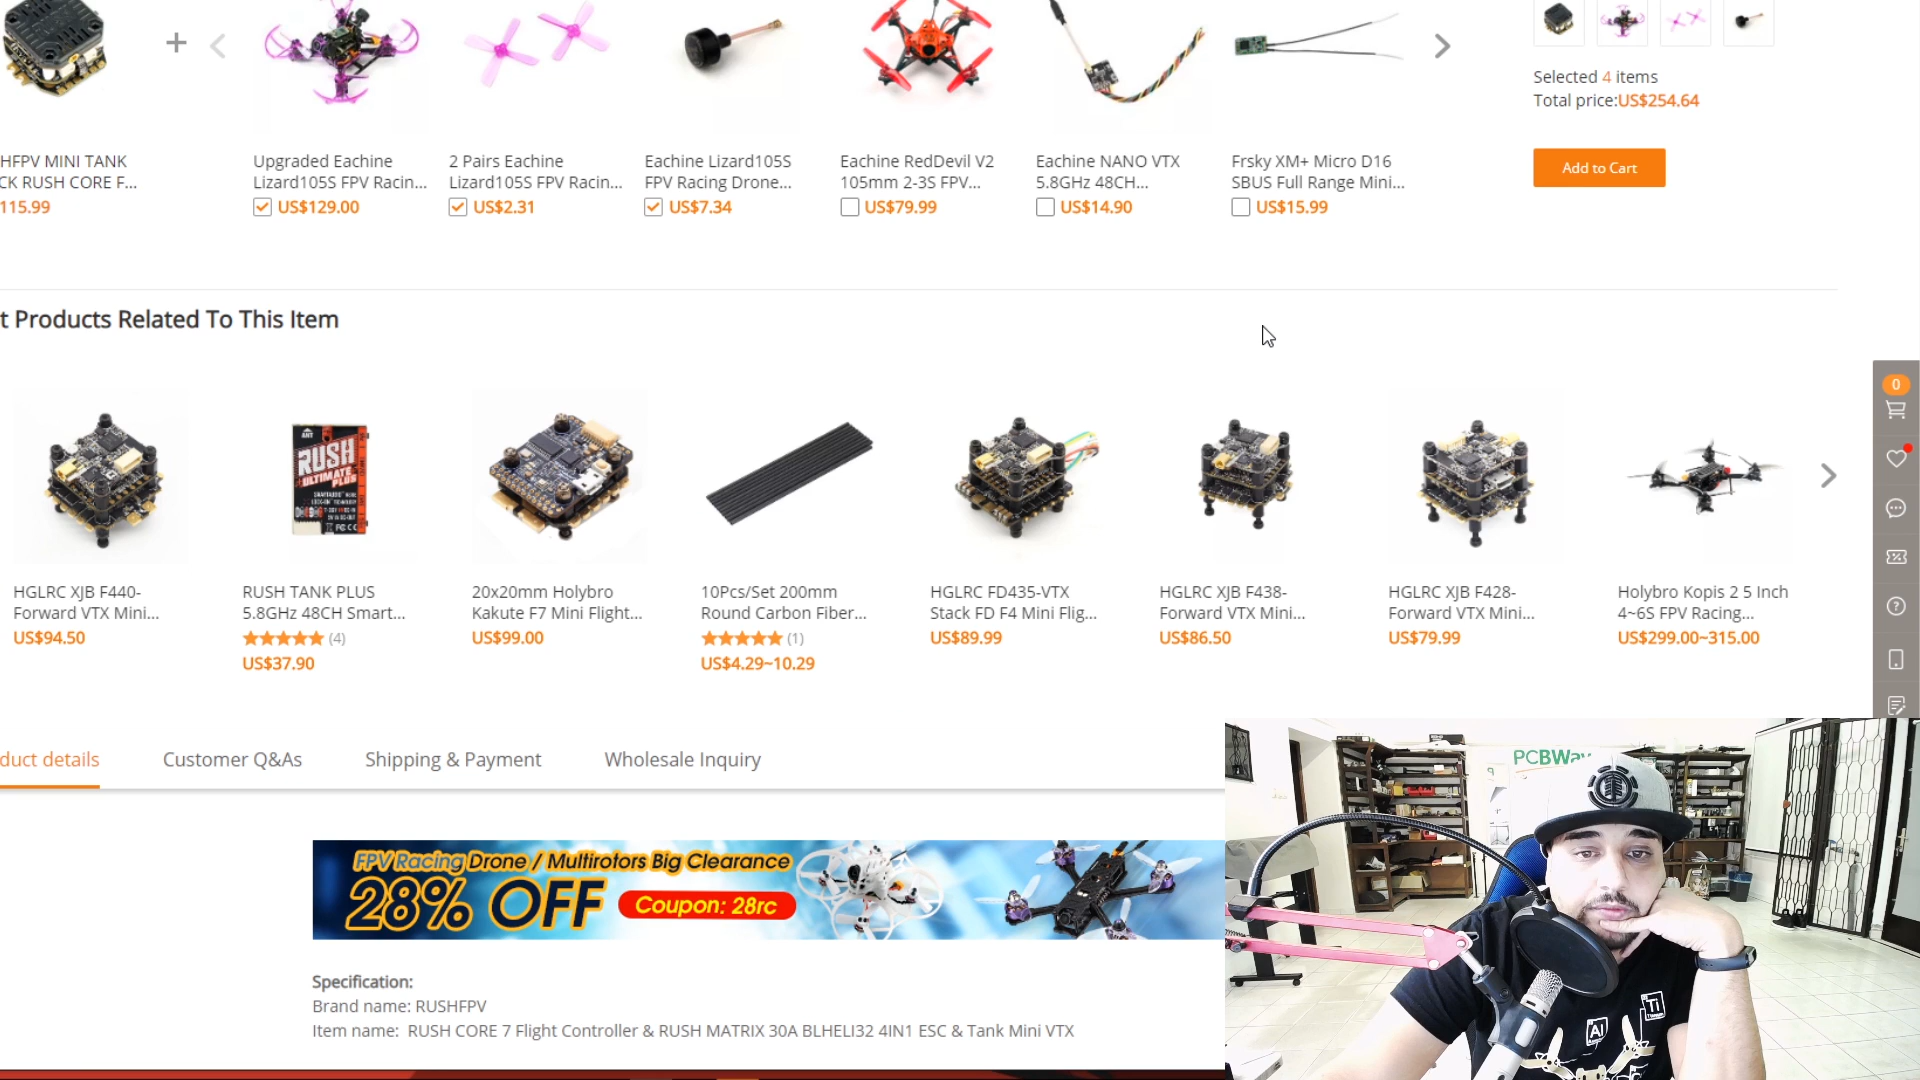 Selected 4 items
Total price:US$254.64
Add to Cart
HFPV MINI TANK
CK RUSH CORE F...
115.99
Upgraded Eachine
Lizard105S FPV Racin...
US$129.00
2 Pairs Eachine
Lizard105S FPV Racin...
US$2.31
Eachine Lizard105S
FPV Racing Drone...
US$7.34
Eachine RedDevil V2
105mm 2-3S FPV...
US$79.99
Eachine NANO VTX
5.8GHz 48CH...
US$14.90
Frsky XM+ Micro D16
SBUS Full Range Mini...
US$15.99
t Products Related To This Item
0
RUSH
ULTIMATE
PLUS
HGLRC XJB F440-
Forward VTX Mini...
US$94.50
RUSH TANK PLUS
5.8GHz 48CH Smart...
(4)
US$37.90
20x20mm Holybro
Kakute F7 Mini Flight...
US$99.00
10Pcs/Set 200mm
Round Carbon Fiber...
(1)
US$4.29~10.29
HGLRC FD435-VTX
Stack FD F4 Mini Flig...
US$89.99
HGLRC XJB F438-
Forward VTX Mini...
US$86.50
HGLRC XJB F428-
Forward VTX Mini...
US$79.99
Holybro Kopis 2 5 Inch
4~6S FPV Racing...
US$299.00~315.00
duct details
Customer Q&As
Shipping & Payment
Wholesale Inquiry
FPV Racing Drone / Multirotors Big Clearance
28% OFF
Coupon: 28rc
Specification:
Brand name: RUSHFPV
Item name: RUSH CORE 7 Flight Controller & RUSH MATRIX 30A BLHELI32 4IN1 ESC & Tank Mini VTX
PCBWay
Ti
Al